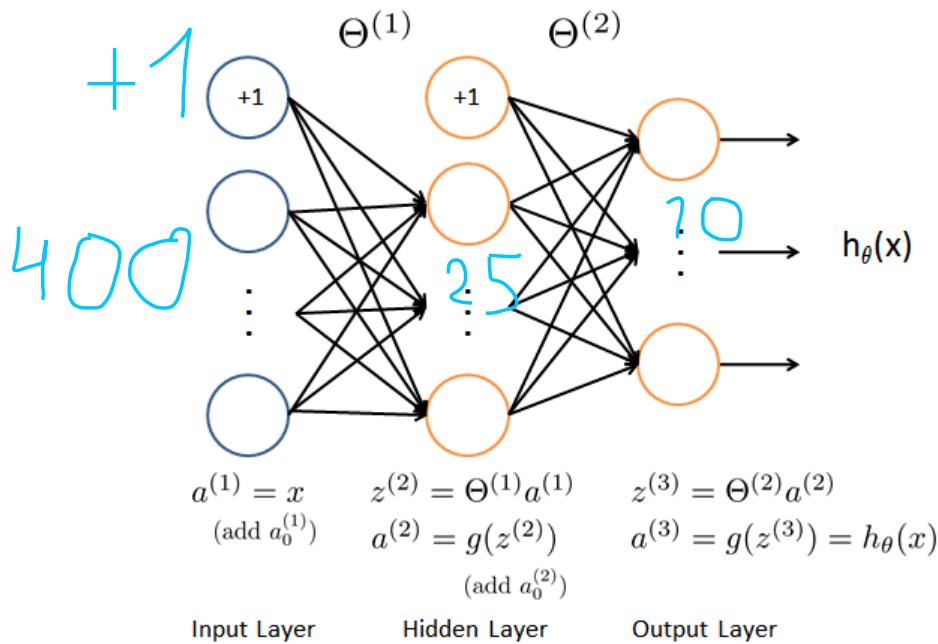 Θ^{(1)} Θ^{(2)}
+1
+1 +1
400
25
10
h_θ(x)
a^{(1)} = x
(add a_0^{(1)})
z^{(2)} = Θ^{(1)}a^{(1)}
a^{(2)} = g(z^{(2)})
(add a_0^{(2)})
z^{(3)} = Θ^{(2)}a^{(2)}
a^{(3)} = g(z^{(3)}) = h_θ(x)
Input Layer Hidden Layer Output Layer